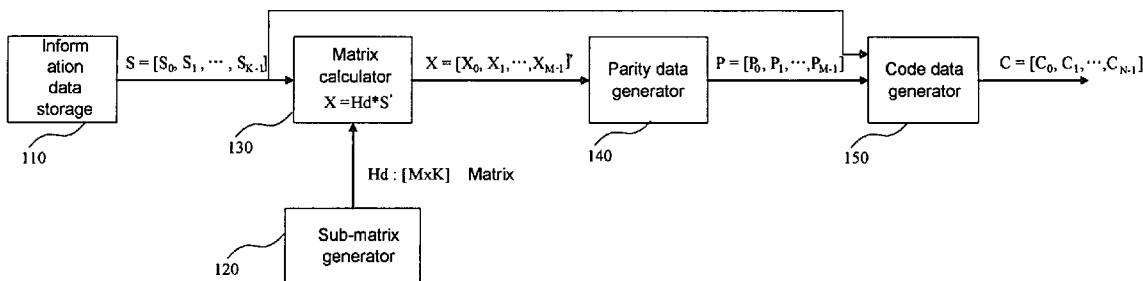 Inform
ation
data
storage
110
S = [S0, S1, ⋯ , SK-1]
Matrix
calculator
X = Hd*S'
130
X = [X0, X1,⋯,XM-1]'
Parity data
generator
140
P = [P0, P1,⋯,PM-1]
Code data
generator
150
C = [C0, C1,⋯,CN-1]
Hd : [MxK] Matrix
Sub-matrix
generator
120